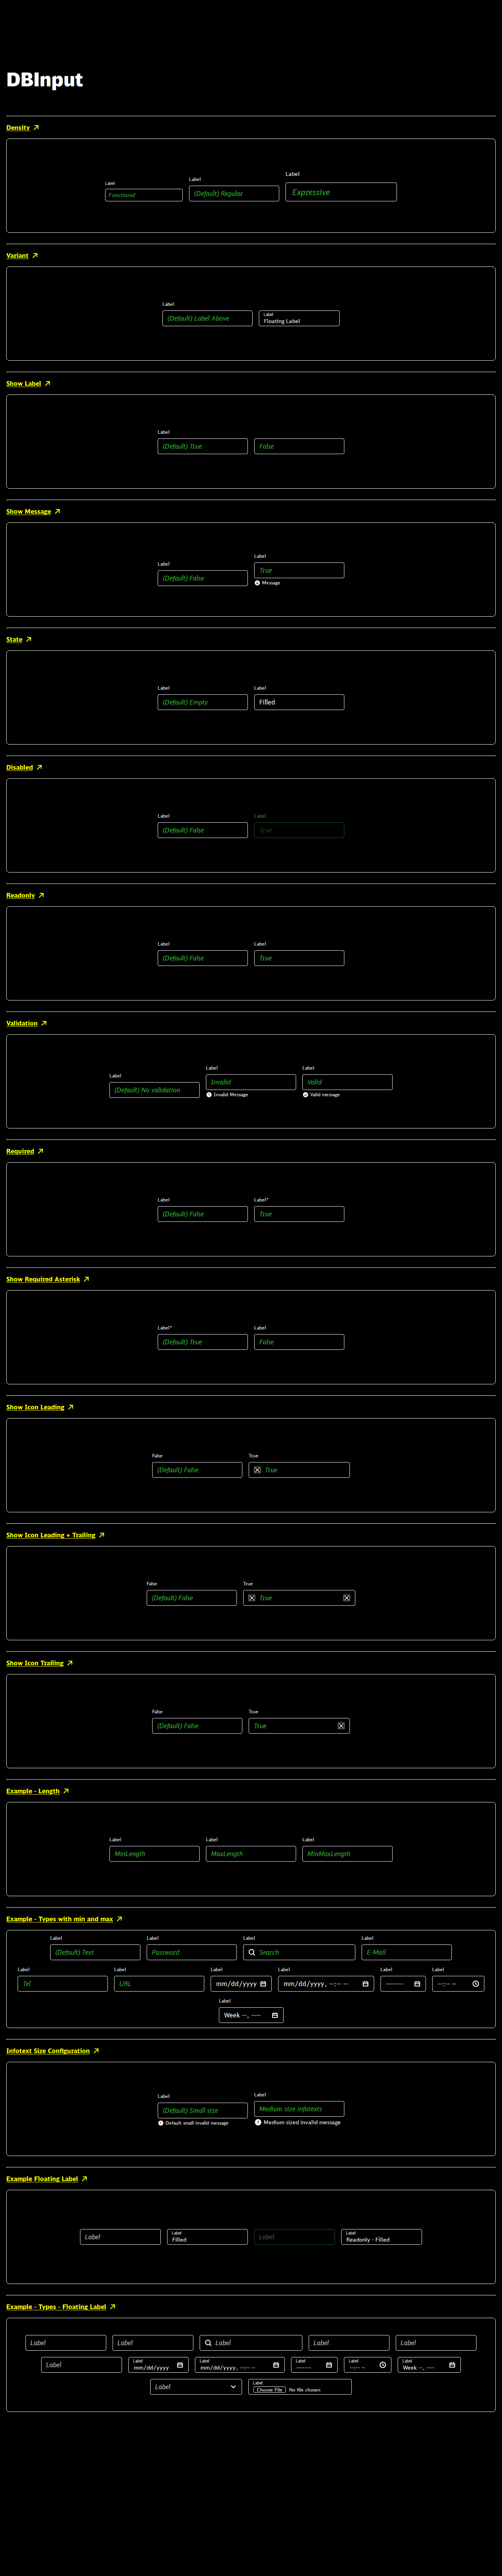 DBInput
Density
Label
Label
Label
Functional
(Default) Regular
Expressive
Variant
Label
(Default) Label Above
Label
Floating Label
Show Label
Label
(Default) True
False
Show Message
Label
(Default) False
Label
True
Message
State
Label
Label
(Default) Empty
Filled
Disabled
Label
Label
(Default) False
True
Readonly
Label
Label
(Default) False
True
Validation
Label
(Default) No validation
Label
Invalid
Invalid Message
Label
Valid
Valid message
Required
Label
Label*
(Default) False
True
Show Required Asterisk
Label*
Label
(Default) True
False
Show Icon Leading
False
True
(Default) False
True
Show Icon Leading + Trailing
False
True
(Default) False
True
Show Icon Trailing
False
True
(Default) False
True
Example - Length
Label
Label
Label
MinLength
MaxLength
MinMaxLength
Example - Types with min and max
Label
Label
Label
Label
(Default) Text
Password
Search
E-Mail
Label
Label
Label
Label
Label
Label
Tel
URL
mm/dd/yyyy
mm/dd/yyyy, --:-- --
-------
--:-- --
Label
Week --, ----
Infotext Size Configuration
Label
(Default) Small size
Default small invalid message
Label
Medium size infotexts
Medium sized invalid message
Example Floating Label
Label
Label
Filled
Label
Label
Readonly - Filled
Example - Types - Floating Label
Label
Label
Label
Label
Label
Label
Label
mm/dd/yyyy
Label
mm/dd/yyyy, --:-- --
Label
-------
Label
--:-- --
Label
Week --, ----
Label
Label
Choose File No file chosen